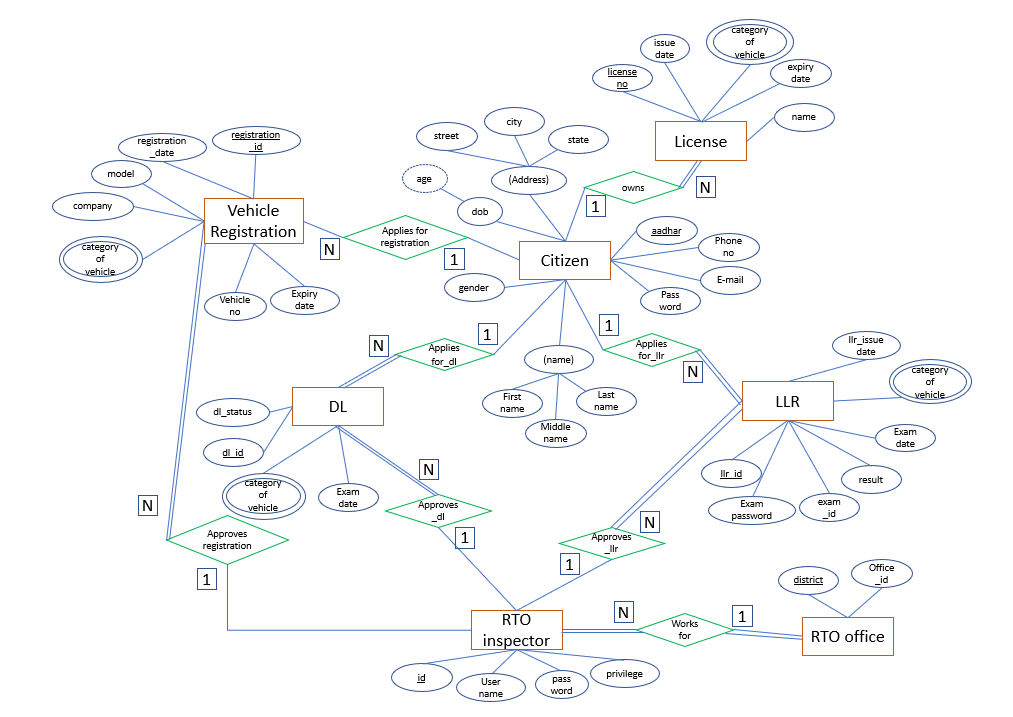 category
of
vehicle
issue
date
expiry
date
license
no
name
License
city
street
state
registration
_id
registration
_date
model
age
(Address)
owns
N
1
company
dob
Vehicle
Registration
Applies for
registration
N
1
aadhar
Phone
no
Citizen
category
of
vehicle
gender
E-mail
Pass
word
Vehicle
no
Expiry
date
1
1
N
Applies
for_dl
Applies
for_llr
N
(name)
First
name
Last
name
Middle
name
llr_issue
date
category
of
vehicle
LLR
DL
dl_status
dl_id
category
of
vehicle
Exam
date
Exam
date
llr_id
result
Exam
password
exam
_id
N
N
Approves
_dl
1
N
Approves
registration
Approves
_llr
1
1
district
Office
_id
RTO
inspector
N
Works
for
1
RTO office
id
User
name
pass
word
privilege